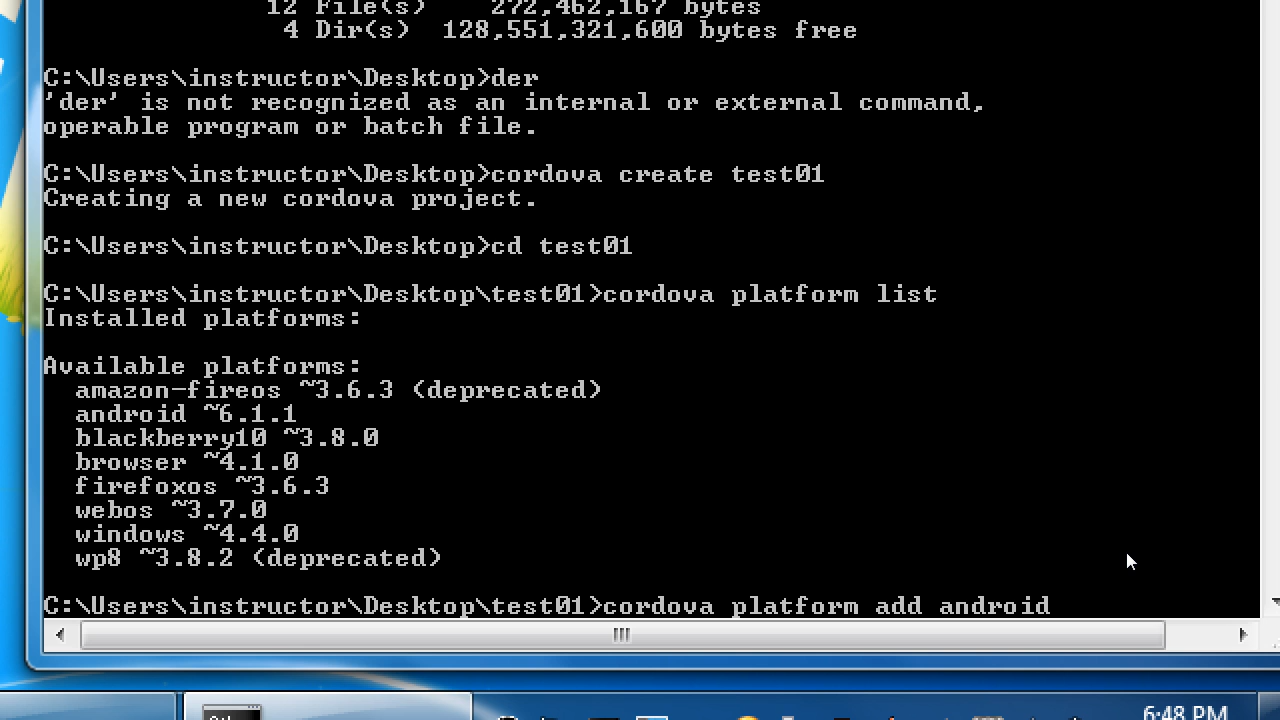 12 File(s)    272,462,167 bytes
4 Dir(s)  128,551,321,600 bytes free
C:\Users\instructor\Desktop>der
'der' is not recognized as an internal or external command,
operable program or batch file.
C:\Users\instructor\Desktop>cordova create test01
Creating a new cordova project.
C:\Users\instructor\Desktop>cd test01
C:\Users\instructor\Desktop\test01>cordova platform list
Installed platforms:
Available platforms:
amazon-fireos ~3.6.3 (deprecated)
android ~6.1.1
blackberry10 ~3.8.0
browser ~4.1.0
firefoxos ~3.6.3
webos ~3.7.0
windows ~4.4.0
wp8 ~3.8.2 (deprecated)
C:\Users\instructor\Desktop\test01>cordova platform add android
6:48 PM